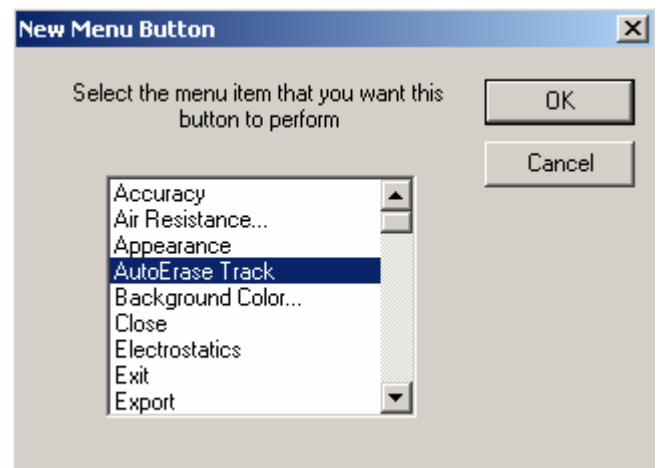 New Menu Button
Select the menu item that you want this
button to perform
OK
Cancel
Accuracy
Air Resistance...
Appearance
AutoErase Track
Background Color...
Close
Electrostatics
Exit
Export